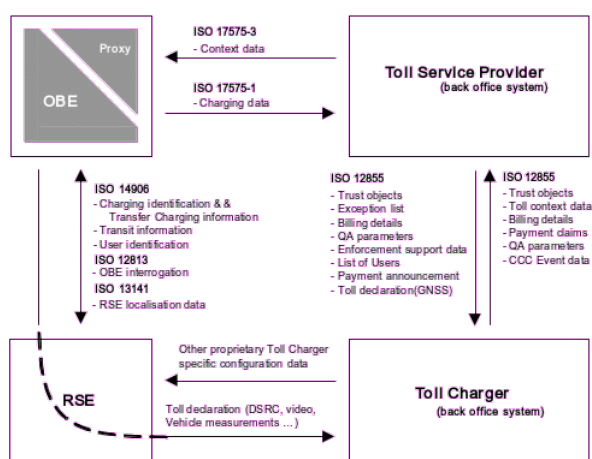 Proxy
OBE
ISO 17575-3
- Context data
ISO 17575-1
- Charging data
Toll Service Provider
(back office system)
ISO 14906
- Charging identification & &
Transfer Charging information
- Transit information
- User identification
ISO 12813
- OBE interrogation
ISO 13141
- RSE localisation data
ISO 12855
- Trust objects
- Exception list
- Billing details
- QA parameters
- Enforcement support data
- List of Users
- Payment announcement
- Toll declaration(GNSS)
ISO 12855
- Trust objects
- Toll context data
- Billing details
- Payment claims
- QA parameters
- CCC Event data
RSE
Other proprietary Toll Charger
specific configuration data
Toll declaration (DSRC, video,
Vehicle measurements ...)
Toll Charger
(back office system)